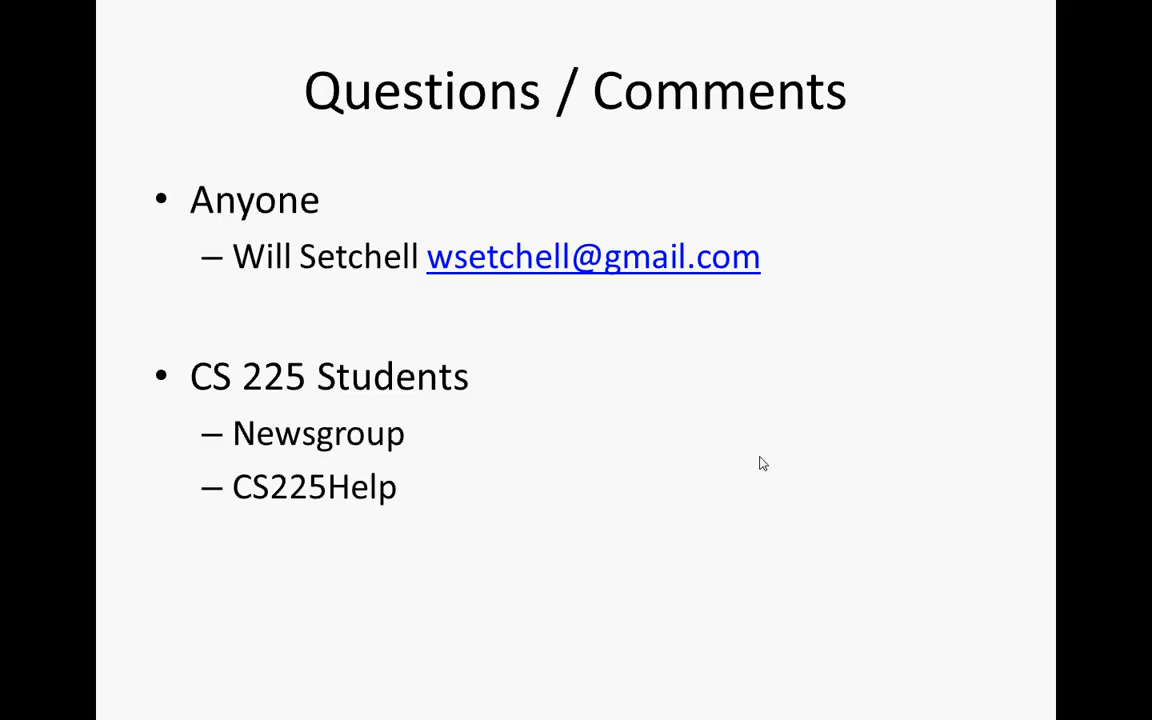 Questions / Comments
• Anyone
– Will Setchell wsetchell@gmail.com
• CS 225 Students
– Newsgroup
– CS225Help